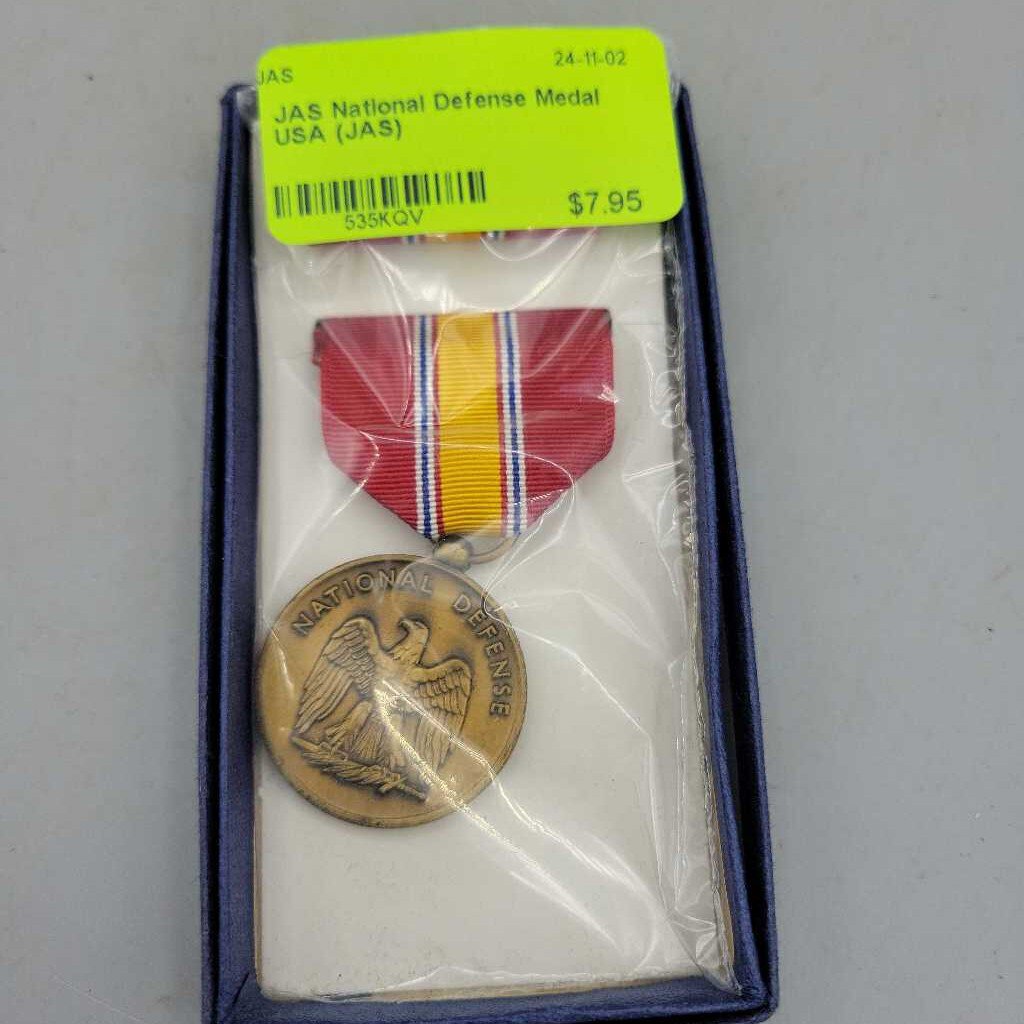 JAS 24-11-02
JAS National Defense Medal
USA (JAS)
535KQV $7.95
NATIONAL DEFENSE